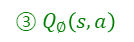 ③ Q∅(s, a)